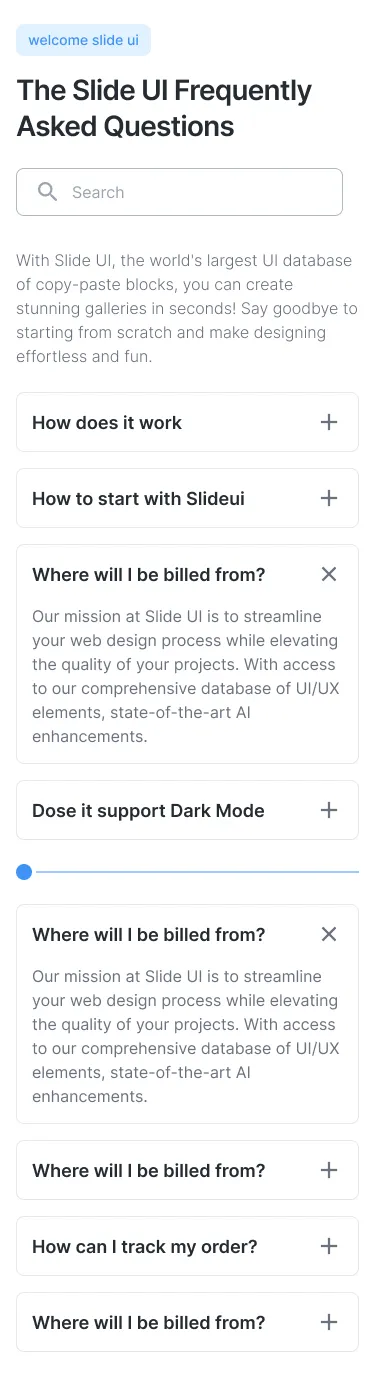 welcome slide ui
The Slide UI Frequently
Asked Questions
Search
With Slide UI, the world's largest UI database
of copy-paste blocks, you can create
stunning galleries in seconds! Say goodbye to
starting from scratch and make designing
effortless and fun.
How does it work
How to start with Slideui
Where will I be billed from?
Our mission at Slide UI is to streamline
your web design process while elevating
the quality of your projects. With access
to our comprehensive database of UI/UX
elements, state-of-the-art AI
enhancements.
Dose it support Dark Mode
Where will I be billed from?
Our mission at Slide UI is to streamline
your web design process while elevating
the quality of your projects. With access
to our comprehensive database of UI/UX
elements, state-of-the-art AI
enhancements.
Where will I be billed from?
How can I track my order?
Where will I be billed from?